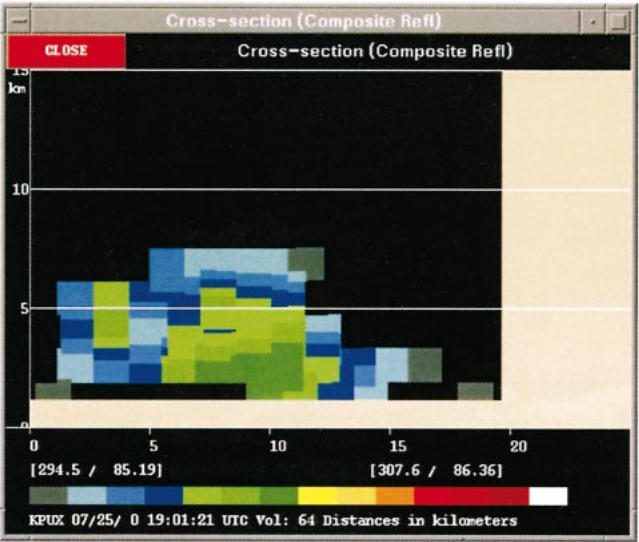 Cross-section (Composite Refl)
CLOSE Cross-section (Composite Refl)
15
km
10
5
0
0 5 10 15 20
[294.5 / 85.19] [307.6 / 86.36]
KPUX 07/25/ 0 19:01:21 UTC Vol: 64 Distances in kilometers